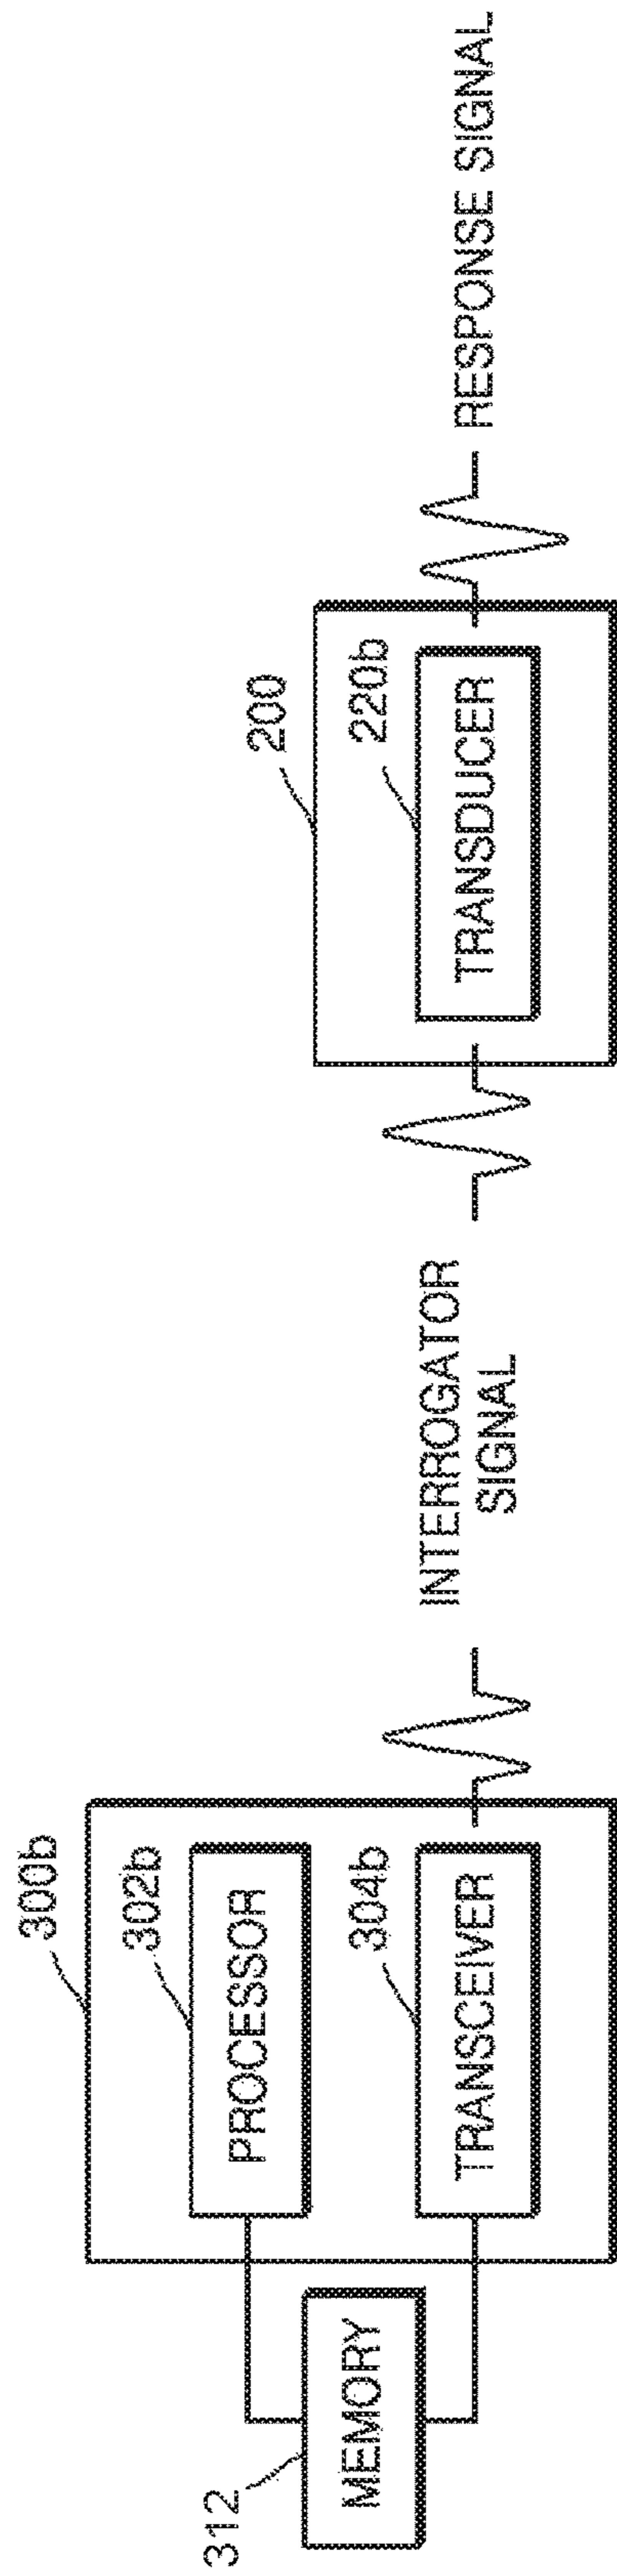 312
MEMORY
300b
302b
PROCESSOR
304b
TRANSCEIVER
INTERROGATOR
SIGNAL
200
220b
TRANSDUCER
RESPONSE SIGNAL